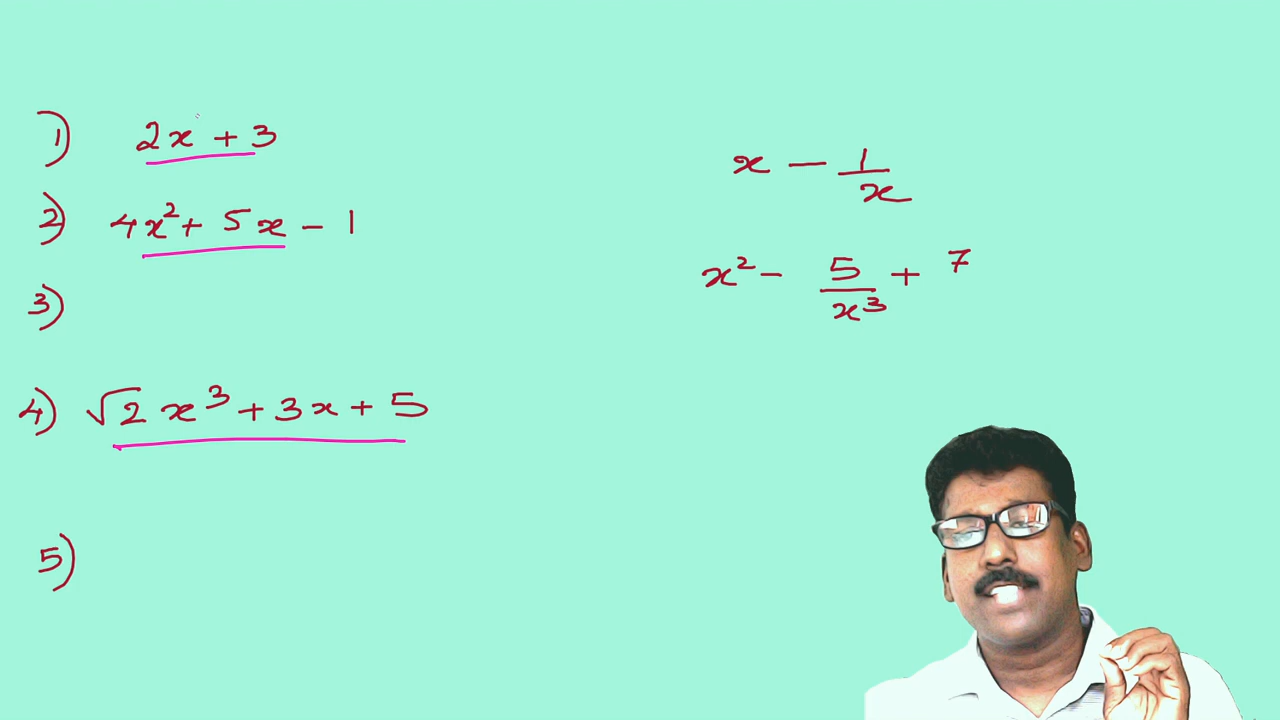 1) 2x + 3
2) 4x² + 5x - 1
3)
4) √2 x³ + 3x + 5
5)
x - 1/x
x² - 5/x³ + 7